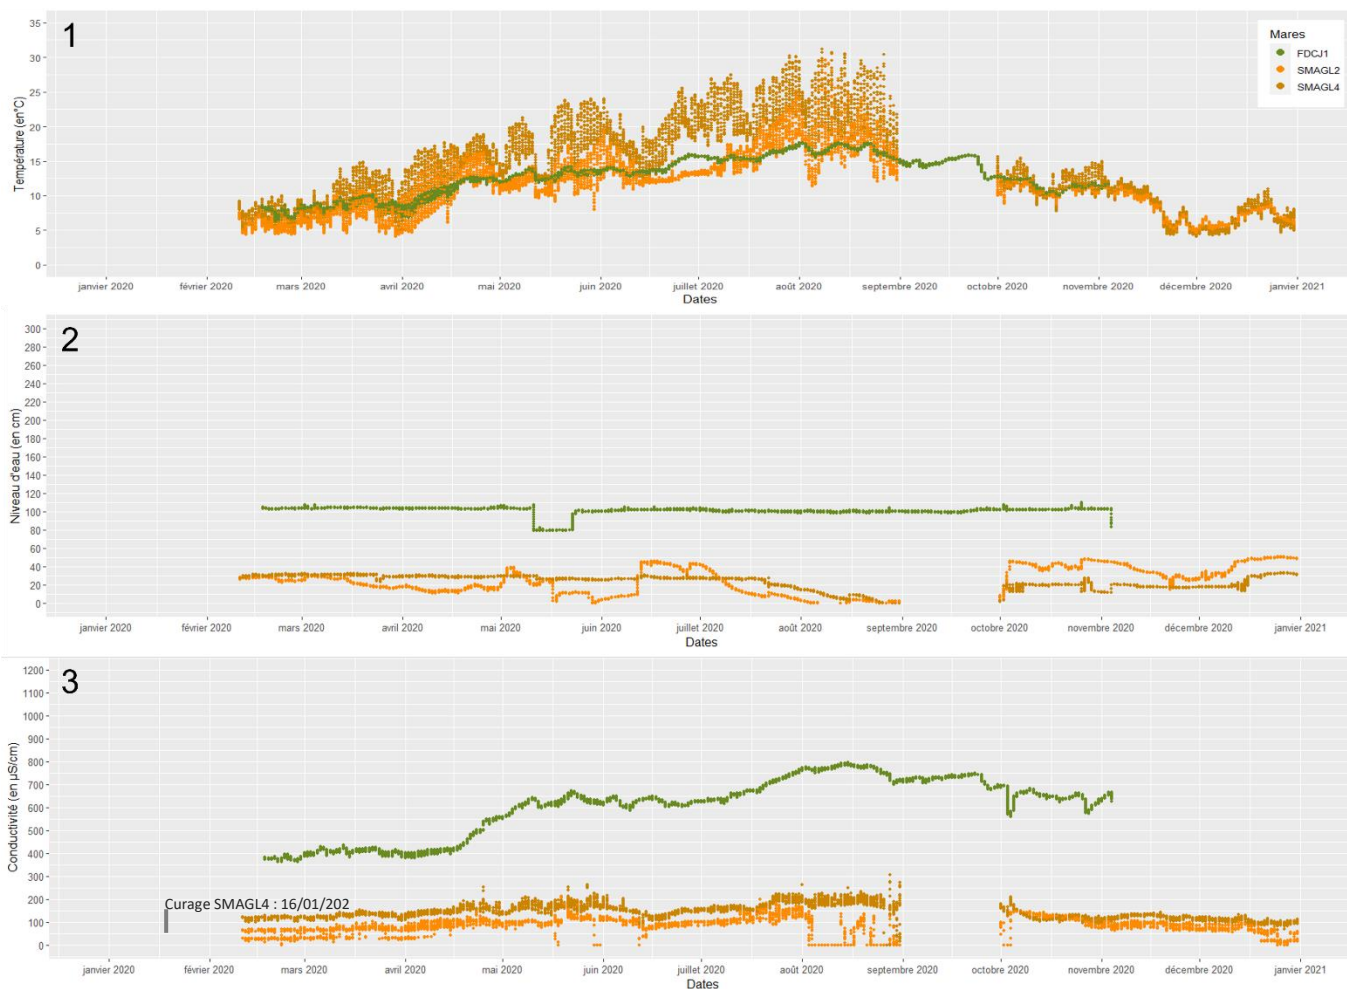 1
Température (en°C)
35
30
25
20
15
10
5
0
Mares
FDCJ1
SMAGL2
SMAGL4
janvier 2020 février 2020 mars 2020 avril 2020 mai 2020 juin 2020 juillet 2020 août 2020 septembre 2020 octobre 2020 novembre 2020 décembre 2020 janvier 2021
Dates
2
Niveau d'eau (en cm)
300
280
260
240
220
200
180
160
140
120
100
80
60
40
20
0
janvier 2020 février 2020 mars 2020 avril 2020 mai 2020 juin 2020 juillet 2020 août 2020 septembre 2020 octobre 2020 novembre 2020 décembre 2020 janvier 2021
Dates
3
Conductivité (en µS/cm)
1200
1100
1000
900
800
700
600
500
400
300
200
100
0
Curage SMAGL4 : 16/01/202
janvier 2020 février 2020 mars 2020 avril 2020 mai 2020 juin 2020 juillet 2020 août 2020 septembre 2020 octobre 2020 novembre 2020 décembre 2020 janvier 2021
Dates